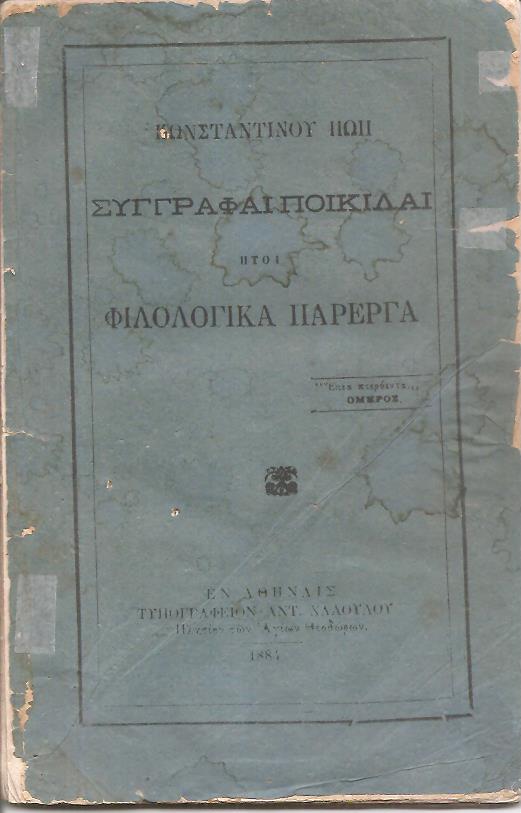 ΚΩΝΣΤΑΝΤΙΝΟΥ ΠΩΠ
ΣΥΓΓΡΑΦΑΙ ΠΟΙΚΙΛΑΙ
ΗΤΟΙ
ΦΙΛΟΛΟΓΙΚΑ ΠΑΡΕΡΓΑ
«Ἔπεα πτερόεντα»
ΟΜΗΡΟΣ.
ΕΝ ΑΘΗΝΑΙΣ
ΤΥΠΟΓΡΑΦΕΙΟΝ ΑΝΤ.
Πλησίον τῶν Ἁγίων Θεοδώρων.